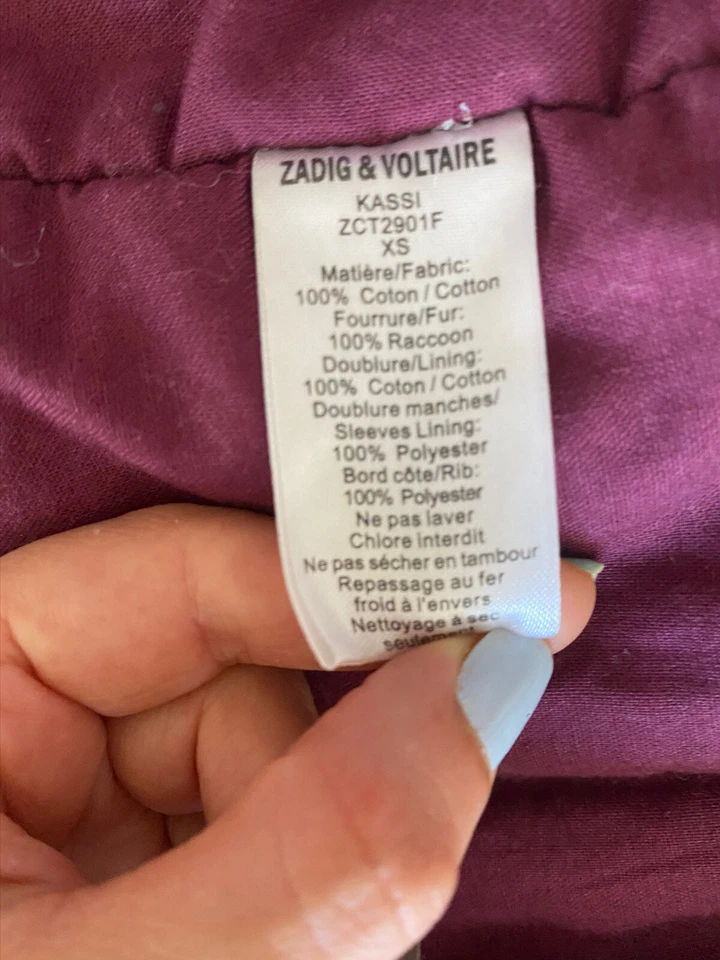 ZADIG & VOLTAIRE
KASSI
ZCT2901F
XS
Matière/Fabric:
100% Coton / Cotton
Fourrure/Fur:
100% Raccoon
Doublure/Lining:
100% Coton / Cotton
Doublure manches/
Sleeves Lining:
100% Polyester
Bord côte/Rib:
100% Polyester
Ne pas laver
Chlore interdit
Ne pas sécher en tambour
Repassage au fer
froid à l'envers
Nettoyage à sec
seulement